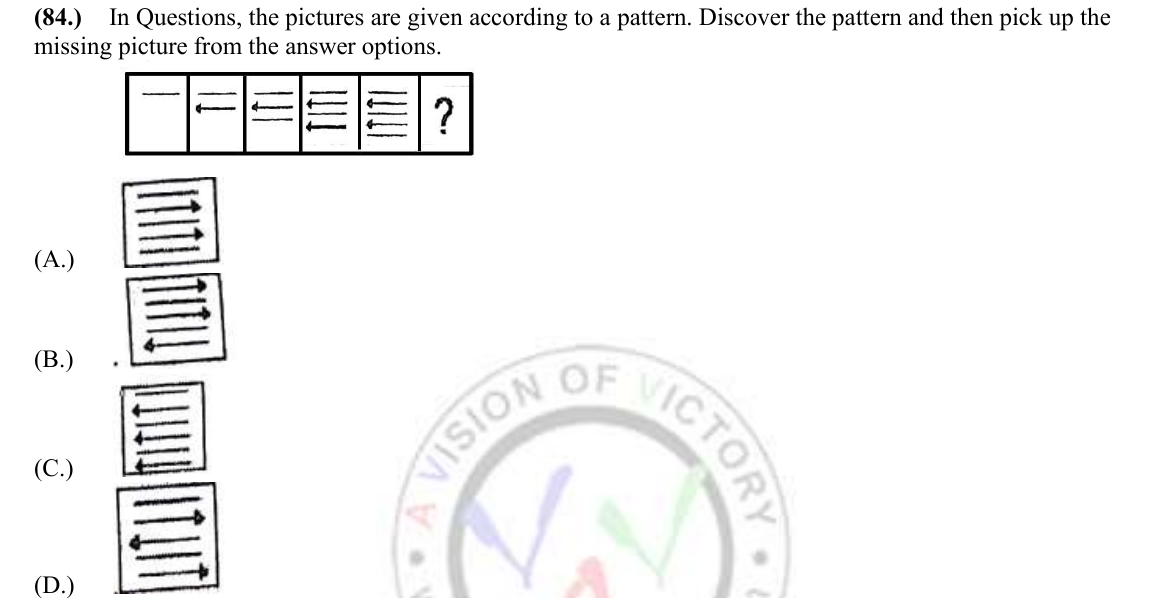 (84.) In Questions, the pictures are given according to a pattern. Discover the pattern and then pick up the
missing picture from the answer options.
?
(A.)
(B.)
(C.)
(D.)
A VISION OF VICTORY